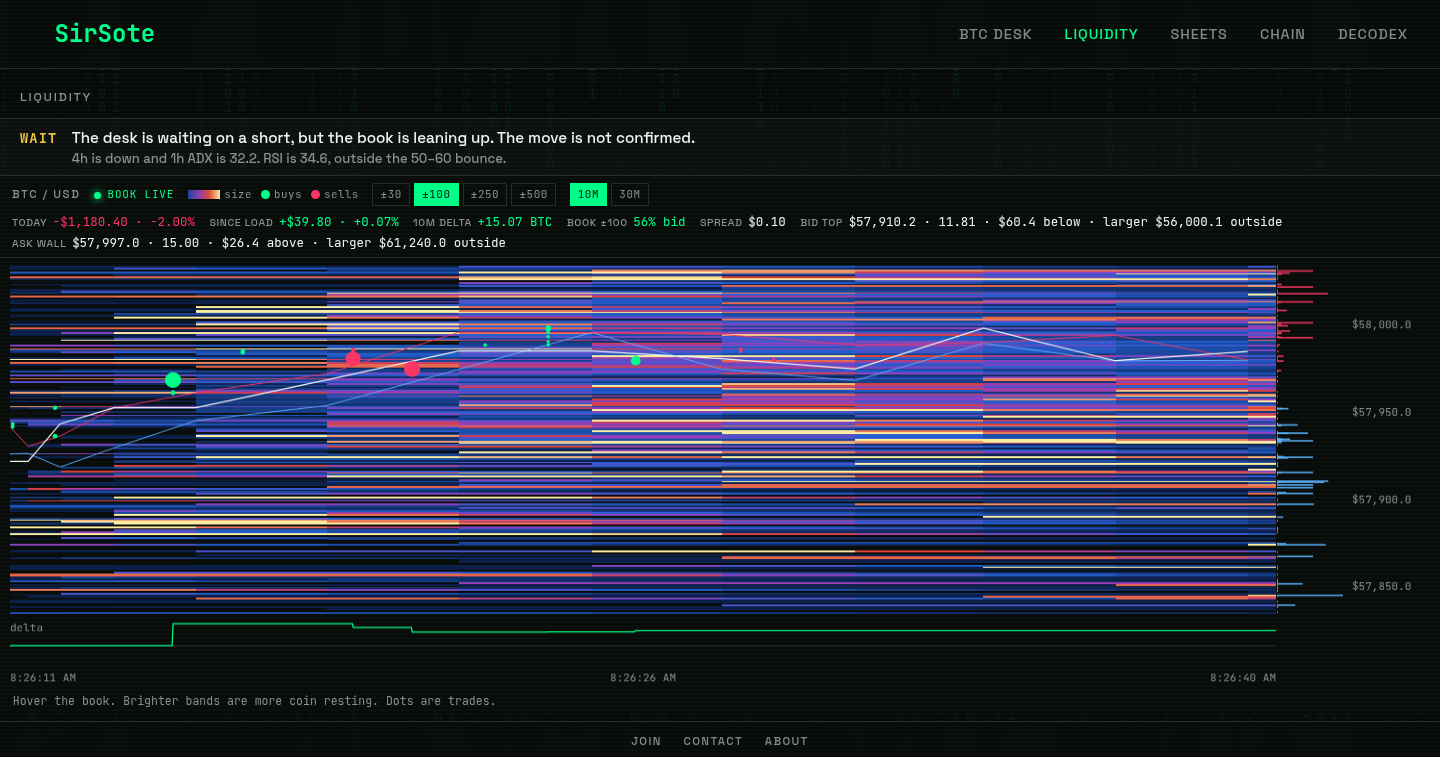 SirSote
BTC DESK LIQUIDITY SHEETS CHAIN DECODEX
LIQUIDITY
WAIT The desk is waiting on a short, but the book is leaning up. The move is not confirmed.
4h is down and 1h ADX is 32.2. RSI is 34.6, outside the 50–60 bounce.
BTC / USD BOOK LIVE size buys sells ±30 ±100 ±250 ±500 10M 30M
TODAY -$1,180.40 · -2.00% SINCE LOAD +$39.80 · +0.07% 10M DELTA +15.07 BTC BOOK ±100 56% bid SPREAD $0.10 BID TOP $57,910.2 · 11.81 · $60.4 below · larger $56,000.1 outside
ASK WALL $57,997.0 · 15.00 · $26.4 above · larger $61,240.0 outside
$58,000.0
$57,950.0
$57,900.0
$57,850.0
delta
8:26:11 AM 8:26:26 AM 8:26:40 AM
Hover the book. Brighter bands are more coin resting. Dots are trades.
JOIN CONTACT ABOUT